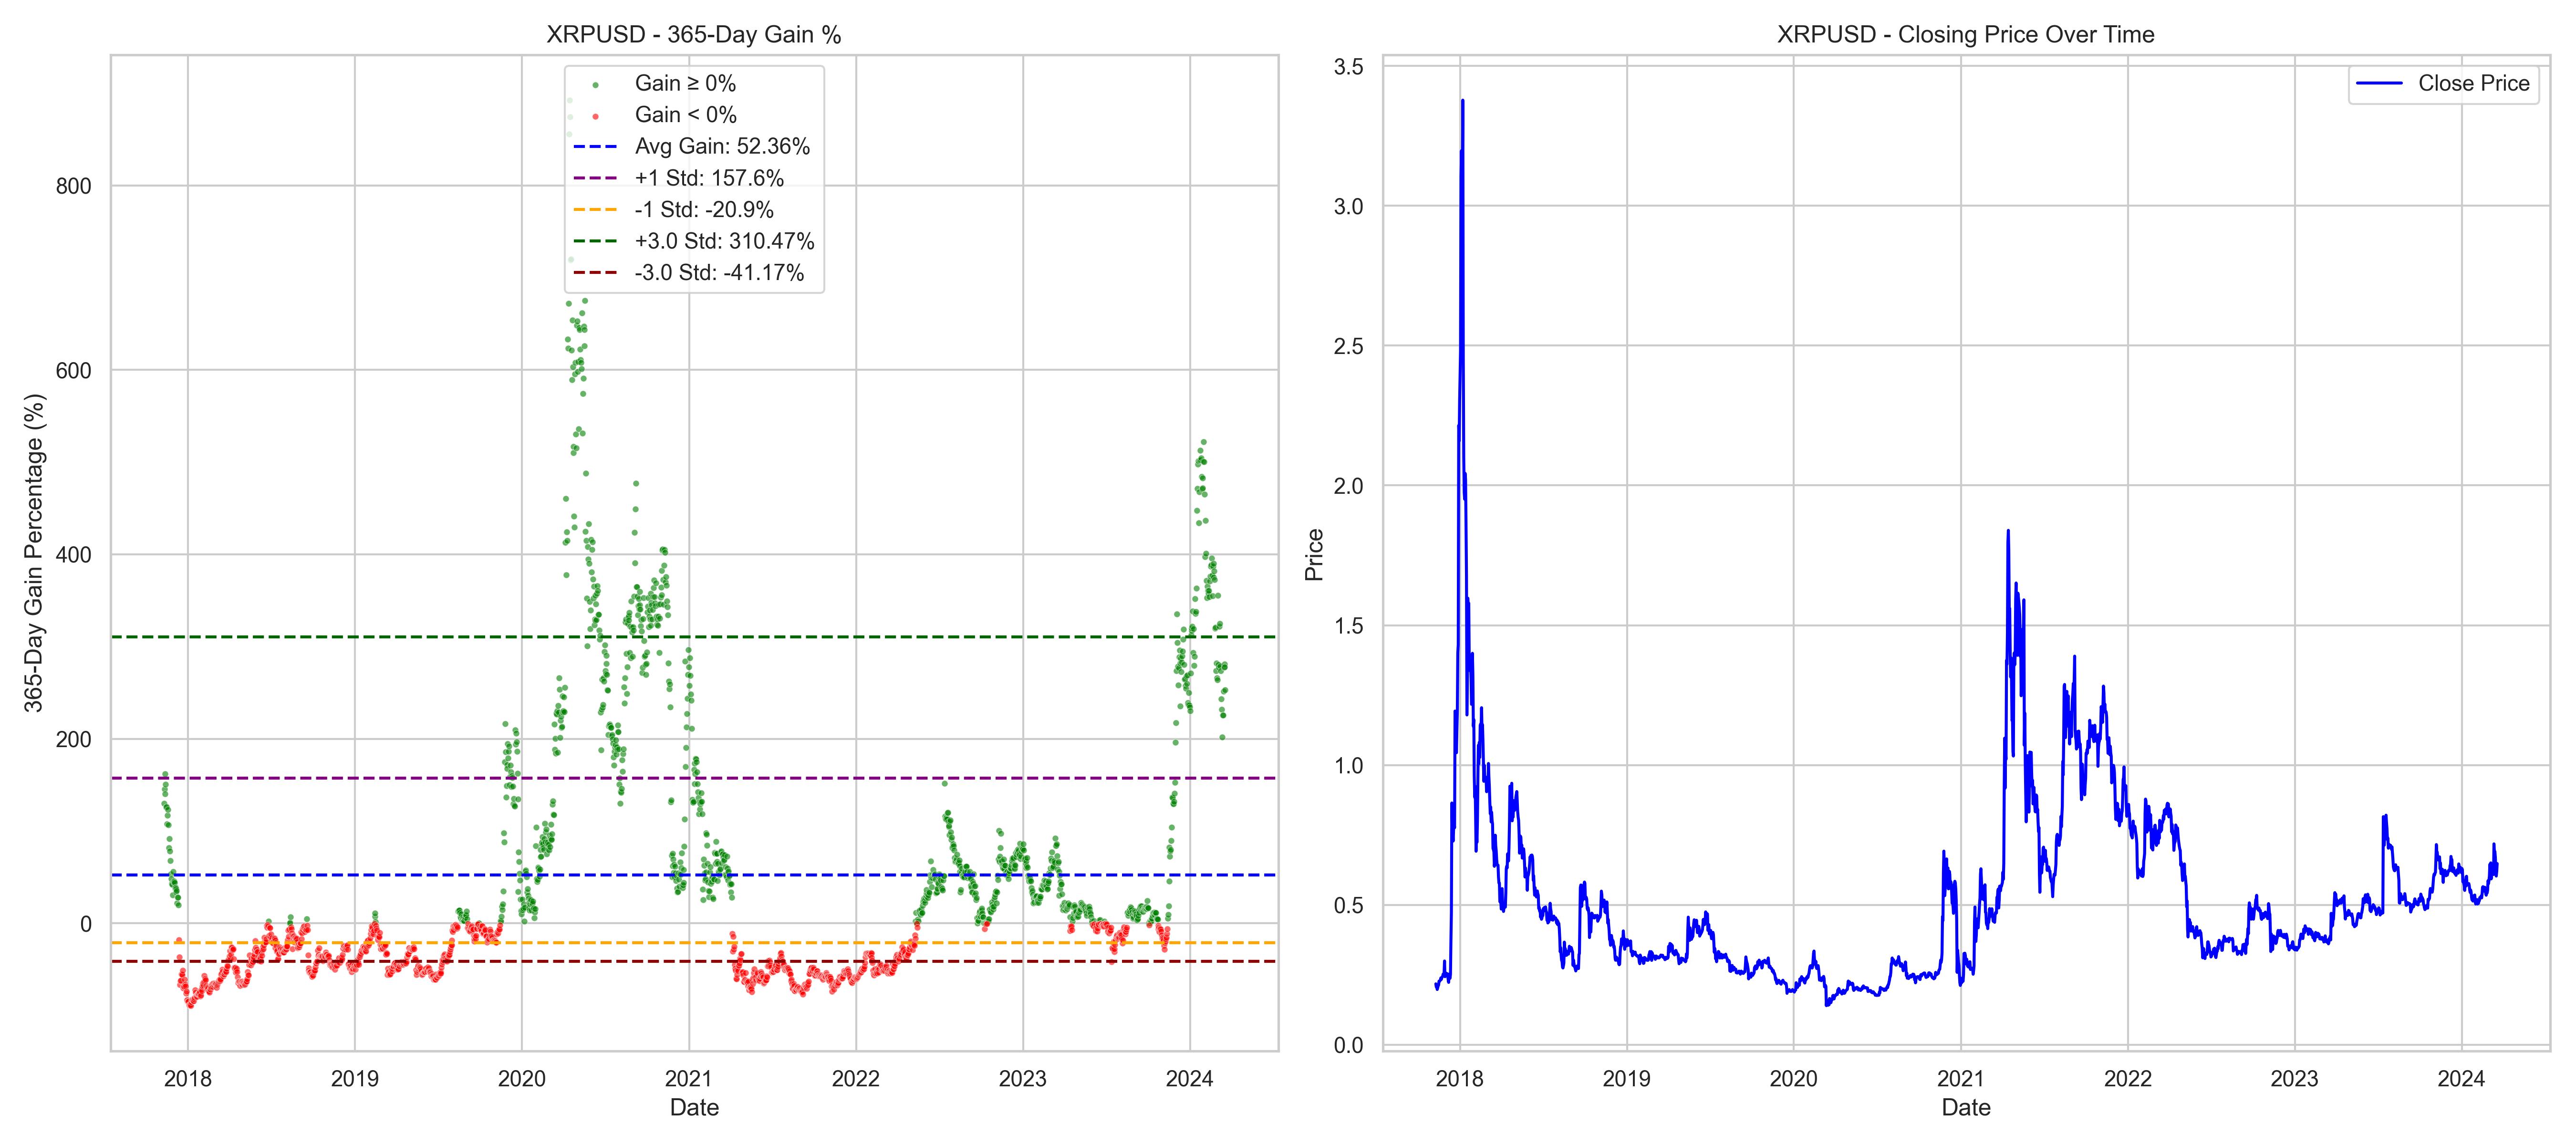 XRPUSD - 365-Day Gain %
Gain ≥ 0%
Gain < 0%
Avg Gain: 52.36%
+1 Std: 157.6%
-1 Std: -20.9%
+3.0 Std: 310.47%
-3.0 Std: -41.17%
365-Day Gain Percentage (%)
800
600
400
200
0
2018 2019 2020 2021 2022 2023 2024
Date
XRPUSD - Closing Price Over Time
Close Price
Price
3.5
3.0
2.5
2.0
1.5
1.0
0.5
0.0
2018 2019 2020 2021 2022 2023 2024
Date